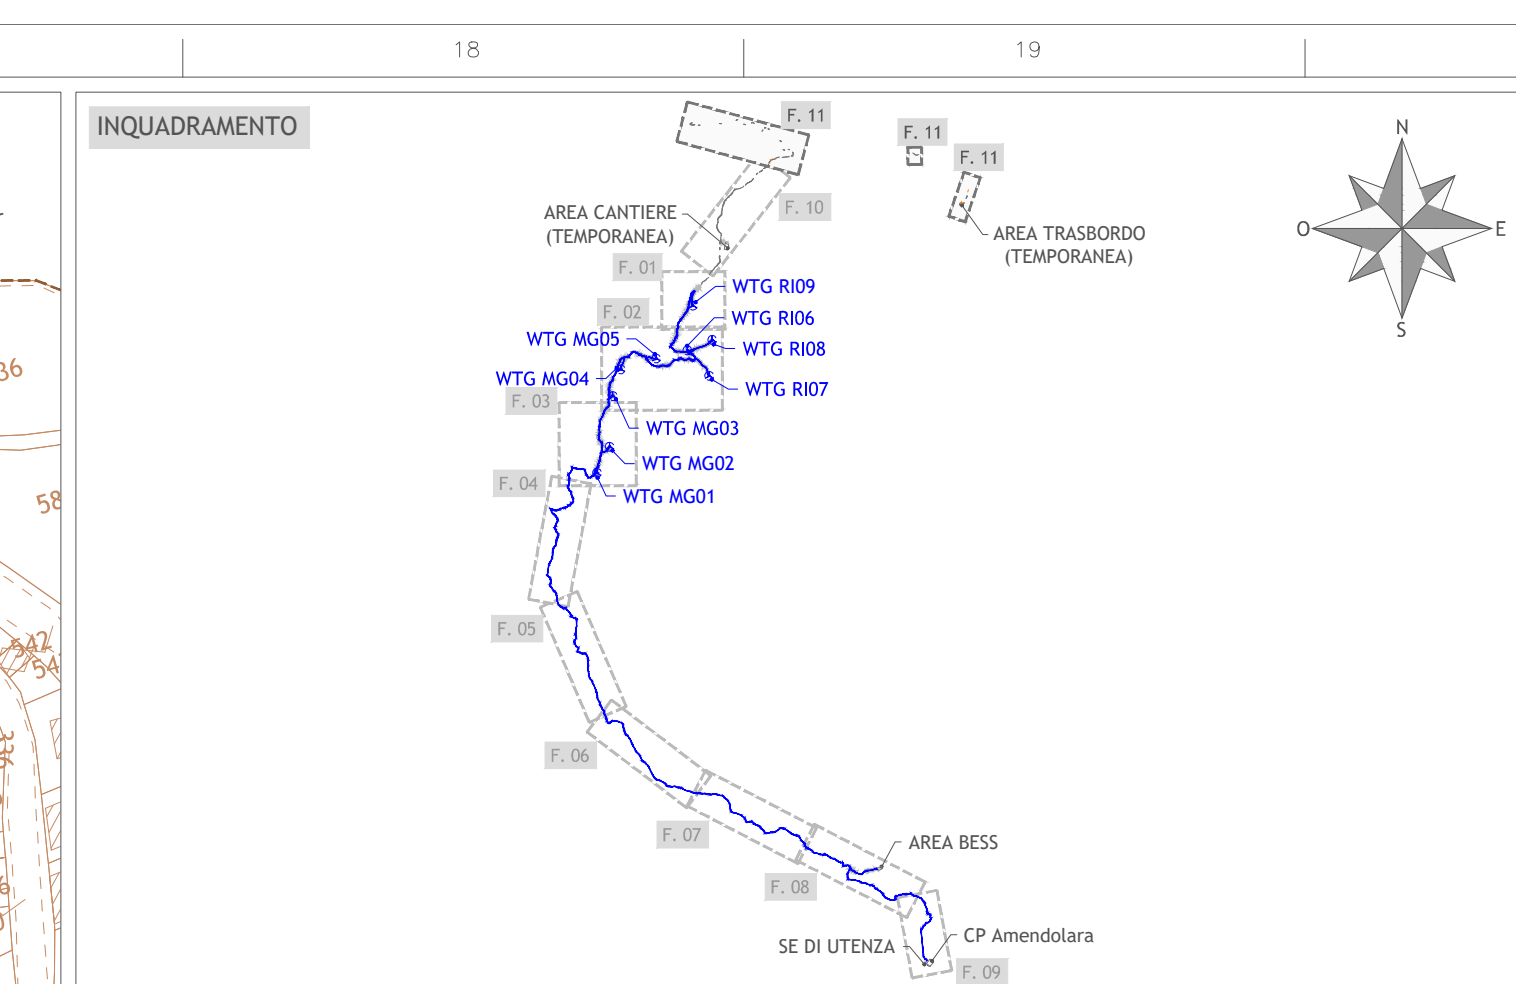 18
19
INQUADRAMENTO
F. 11
F. 11
F. 11
N
O
E
S
F. 10
AREA CANTIERE
(TEMPORANEA)
AREA TRASBORDO
(TEMPORANEA)
F. 01
WTG RI09
F. 02
WTG RI06
WTG MG05
WTG RI08
WTG MG04
WTG RI07
F. 03
WTG MG03
WTG MG02
F. 04
WTG MG01
F. 05
F. 06
F. 07
AREA BESS
F. 08
CP Amendolara
SE DI UTENZA
F. 09
36
58
542
54